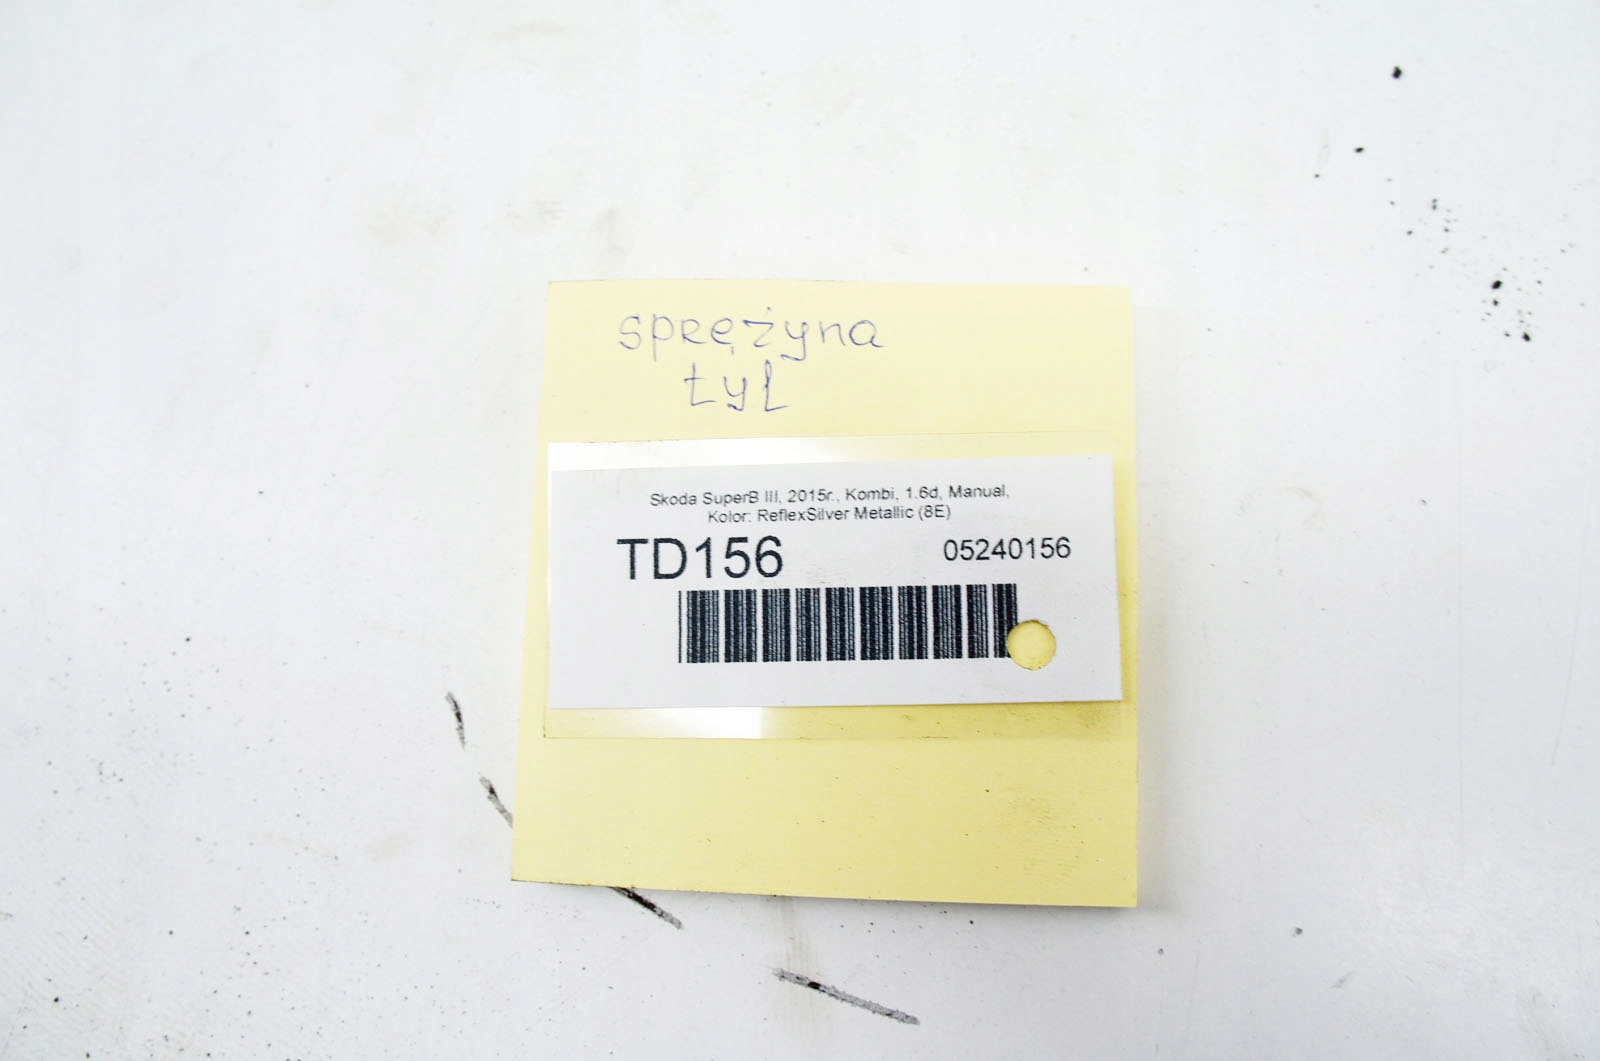 sprężyna
tył
Skoda SuperB III, 2015r., Kombi, 1.6d, Manual,
Kolor: ReflexSilver Metallic (8E)
TD156 05240156